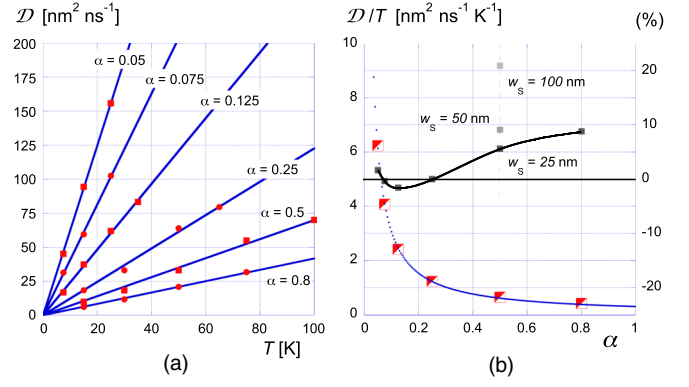 𝒟 [nm² ns⁻¹]
200
175
150
125
100
75
50
25
0
α = 0.05
α = 0.075
α = 0.125
α = 0.25
α = 0.5
α = 0.8
0 20 40 60 80 100
T [K]
(a)
𝒟/T [nm² ns⁻¹ K⁻¹] (%)
10
8
6
4
2
0
20
10
0
-10
-20
w_S = 100 nm
w_S = 50 nm
w_S = 25 nm
0 0.2 0.4 0.6 0.8 1
α
(b)